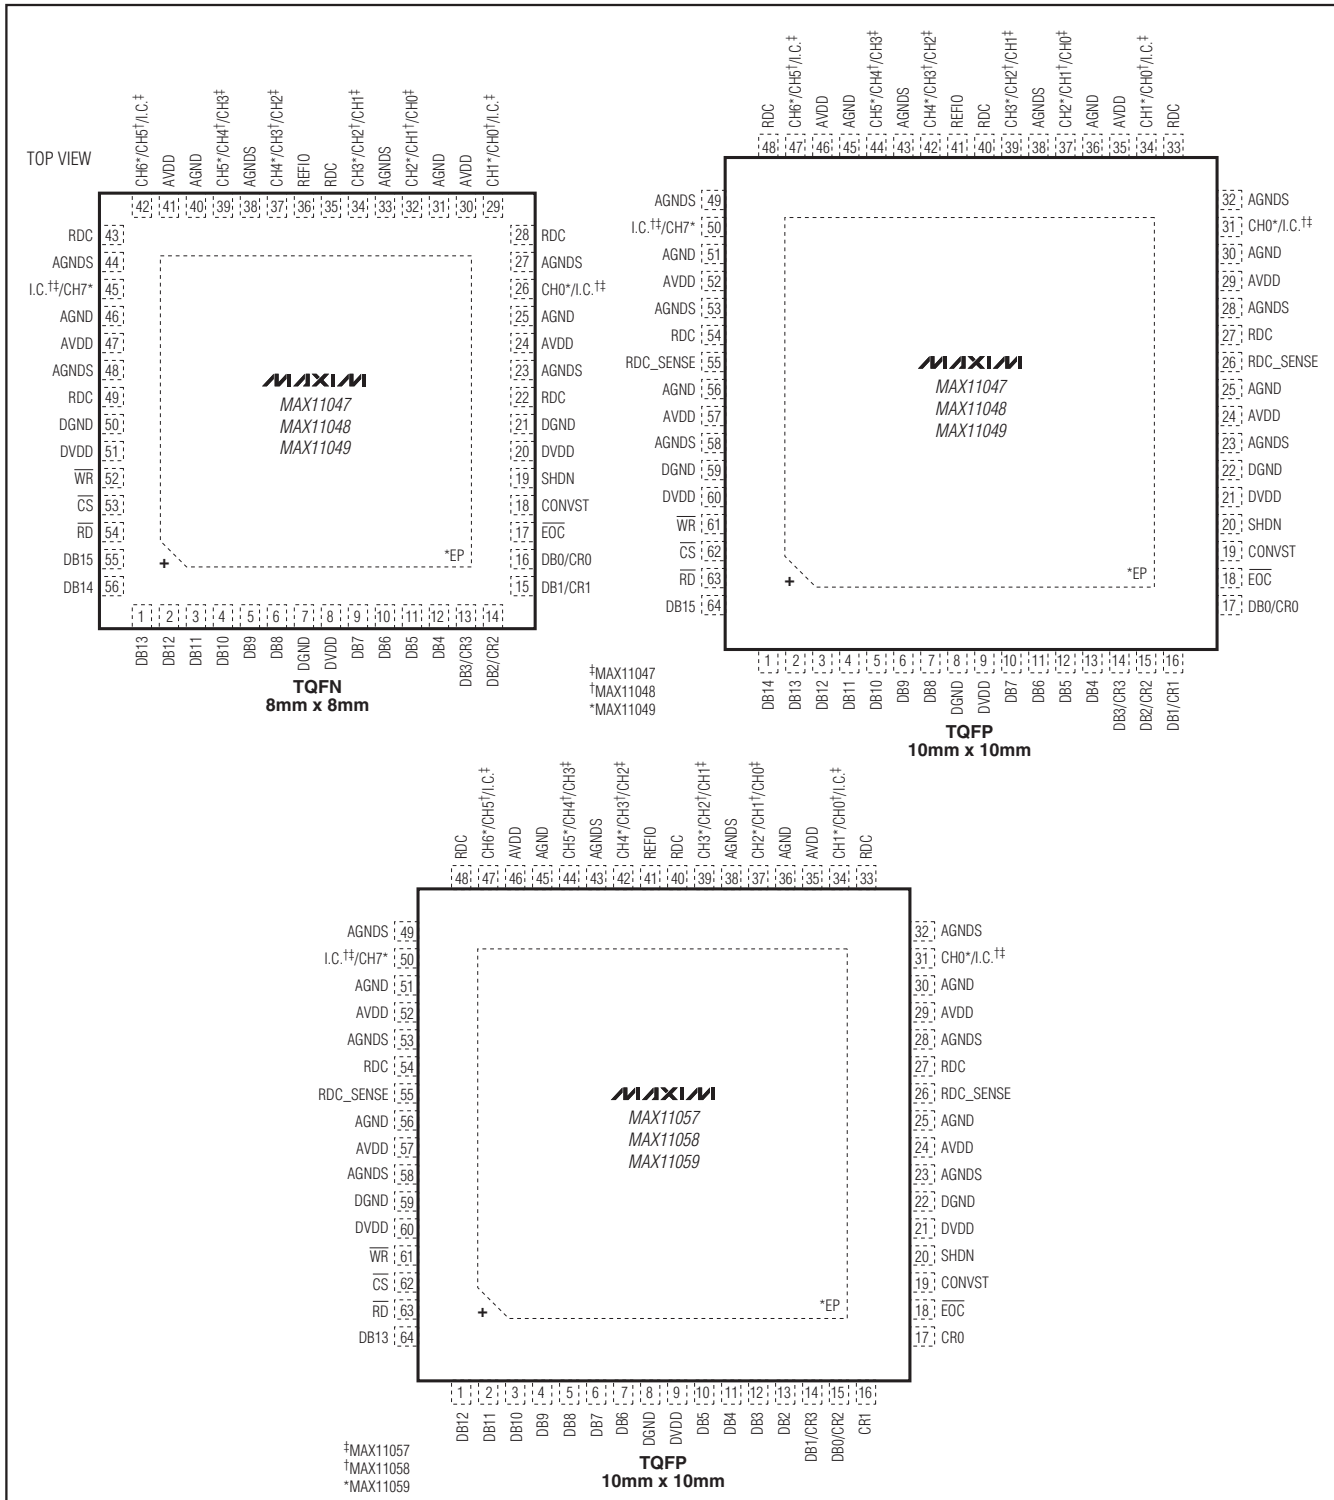 TOP VIEW
CH6*/CH5†/I.C.‡
AVDD
AGND
CH5*/CH4†/CH3‡
AGNDS
CH4*/CH3†/CH2‡
REFIO
RDC
CH3*/CH2†/CH1‡
AGNDS
CH2*/CH1†/CH0‡
AGND
AVDD
CH1*/CH0†/I.C.‡
42 41 40 39 38 37 36 35 34 33 32 31 30 29
RDC 43
AGNDS 44
I.C.†‡/CH7* 45
AGND 46
AVDD 47
AGNDS 48
RDC 49
DGND 50
DVDD 51
W̅R̅ 52
C̅S̅ 53
R̅D̅ 54
DB15 55
DB14 56
28 RDC
27 AGNDS
26 CH0*/I.C.†‡
25 AGND
24 AVDD
23 AGNDS
22 RDC
21 DGND
20 DVDD
19 SHDN
18 CONVST
17 E̅O̅C̅
16 DB0/CR0
15 DB1/CR1
MAXIM
MAX11047
MAX11048
MAX11049
+
*EP
1 2 3 4 5 6 7 8 9 10 11 12 13 14
DB13
DB12
DB11
DB10
DB9
DB8
DGND
DVDD
DB7
DB6
DB5
DB4
DB3/CR3
DB2/CR2
TQFN
8mm x 8mm
‡MAX11047
†MAX11048
*MAX11049
RDC
CH6*/CH5†/I.C.‡
AVDD
AGND
CH5*/CH4†/CH3‡
AGNDS
CH4*/CH3†/CH2‡
REFIO
RDC
CH3*/CH2†/CH1‡
AGNDS
CH2*/CH1†/CH0‡
AGND
AVDD
CH1*/CH0†/I.C.‡
RDC
48 47 46 45 44 43 42 41 40 39 38 37 36 35 34 33
AGNDS 49
I.C.†‡/CH7* 50
AGND 51
AVDD 52
AGNDS 53
RDC 54
RDC_SENSE 55
AGND 56
AVDD 57
AGNDS 58
DGND 59
DVDD 60
W̅R̅ 61
C̅S̅ 62
R̅D̅ 63
DB15 64
32 AGNDS
31 CH0*/I.C.†‡
30 AGND
29 AVDD
28 AGNDS
27 RDC
26 RDC_SENSE
25 AGND
24 AVDD
23 AGNDS
22 DGND
21 DVDD
20 SHDN
19 CONVST
18 E̅O̅C̅
17 DB0/CR0
MAXIM
MAX11047
MAX11048
MAX11049
+
*EP
1 2 3 4 5 6 7 8 9 10 11 12 13 14 15 16
DB14
DB13
DB12
DB11
DB10
DB9
DB8
DGND
DVDD
DB7
DB6
DB5
DB4
DB3/CR3
DB2/CR2
DB1/CR1
TQFP
10mm x 10mm
RDC
CH6*/CH5†/I.C.‡
AVDD
AGND
CH5*/CH4†/CH3‡
AGNDS
CH4*/CH3†/CH2‡
REFIO
RDC
CH3*/CH2†/CH1‡
AGNDS
CH2*/CH1†/CH0‡
AGND
AVDD
CH1*/CH0†/I.C.‡
RDC
48 47 46 45 44 43 42 41 40 39 38 37 36 35 34 33
AGNDS 49
I.C.†‡/CH7* 50
AGND 51
AVDD 52
AGNDS 53
RDC 54
RDC_SENSE 55
AGND 56
AVDD 57
AGNDS 58
DGND 59
DVDD 60
W̅R̅ 61
C̅S̅ 62
R̅D̅ 63
DB13 64
32 AGNDS
31 CH0*/I.C.†‡
30 AGND
29 AVDD
28 AGNDS
27 RDC
26 RDC_SENSE
25 AGND
24 AVDD
23 AGNDS
22 DGND
21 DVDD
20 SHDN
19 CONVST
18 E̅O̅C̅
17 CR0
MAXIM
MAX11057
MAX11058
MAX11059
+
*EP
1 2 3 4 5 6 7 8 9 10 11 12 13 14 15 16
DB12
DB11
DB10
DB9
DB8
DB7
DB6
DGND
DVDD
DB5
DB4
DB3
DB2
DB1/CR3
DB0/CR2
CR1
‡MAX11057
†MAX11058
*MAX11059
TQFP
10mm x 10mm